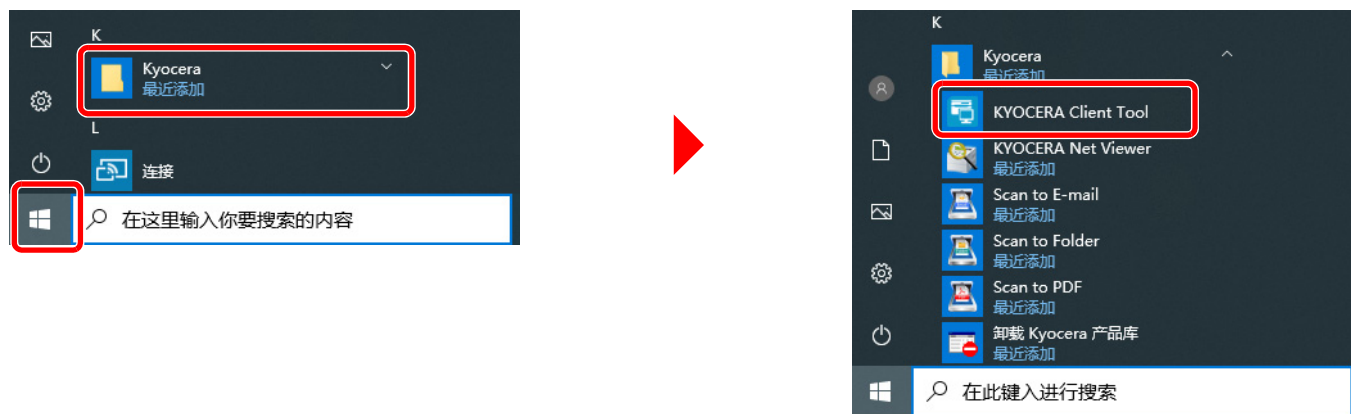 K
Kyocera
最近添加
L
连接
在这里输入你要搜索的内容
K
Kyocera
最近添加
KYOCERA Client Tool
KYOCERA Net Viewer
最近添加
Scan to E-mail
最近添加
Scan to Folder
最近添加
Scan to PDF
最近添加
卸载 Kyocera 产品库
最近添加
在此键入进行搜索